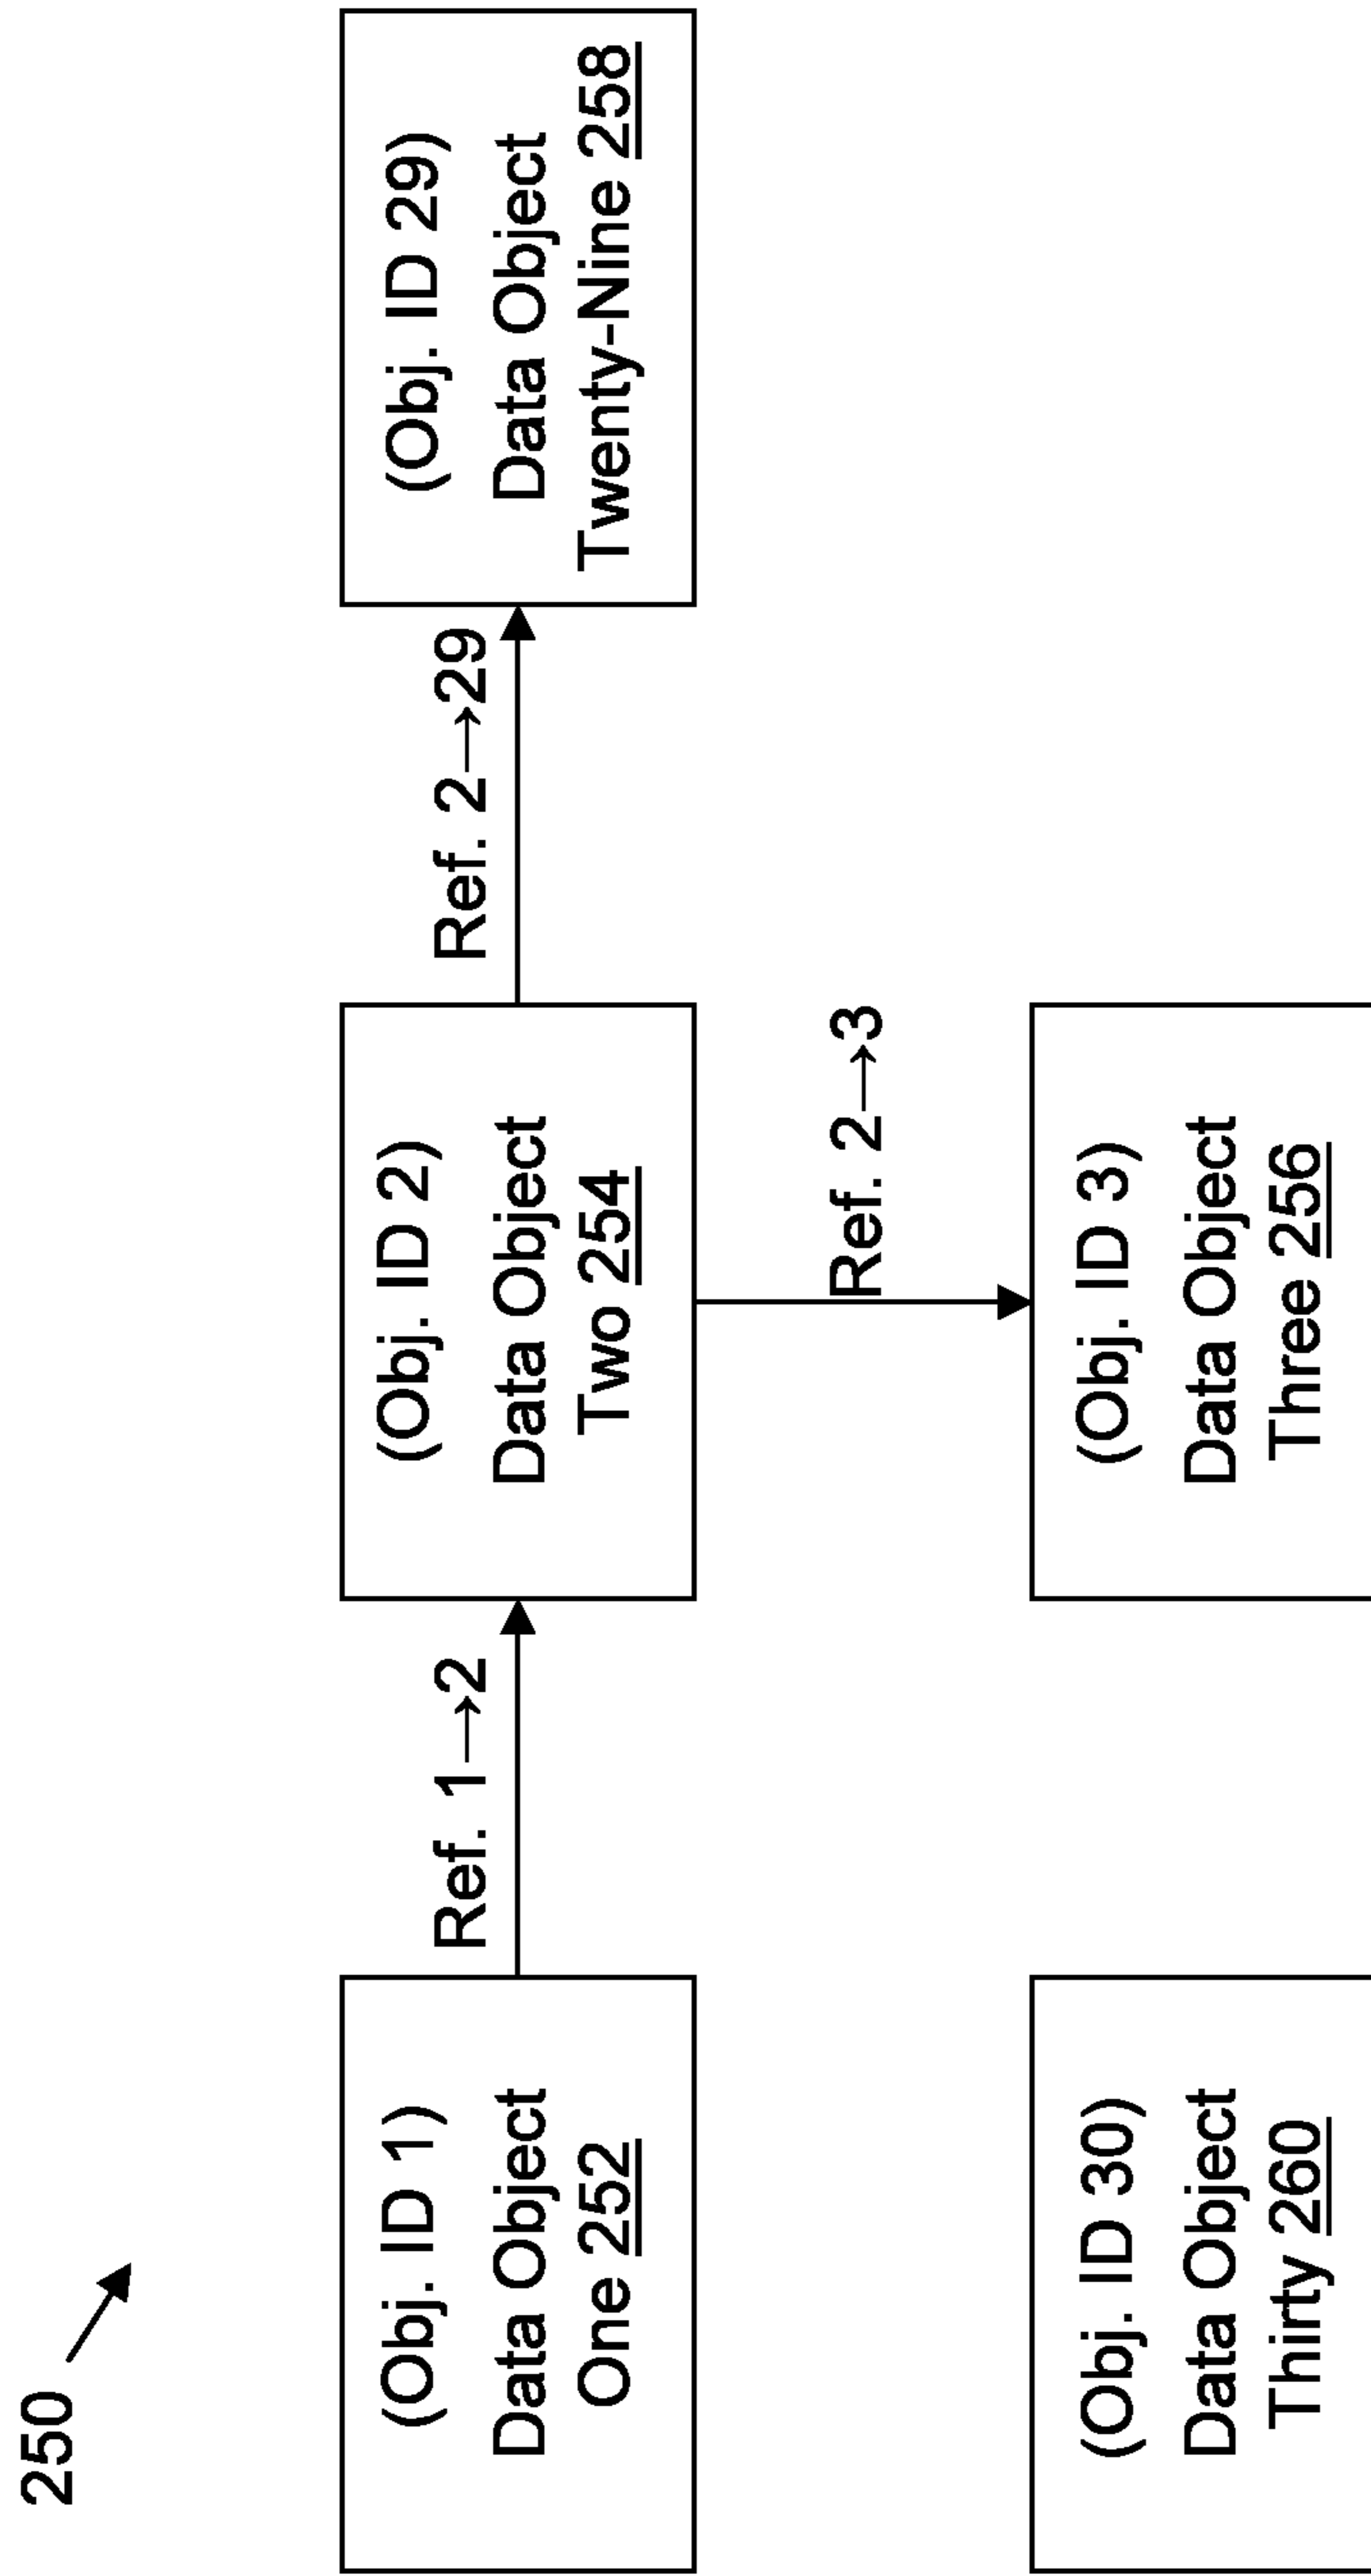 250
(Obj. ID 1)
Data Object
One 252
Ref. 1→2
(Obj. ID 2)
Data Object
Two 254
Ref. 2→29
(Obj. ID 29)
Data Object
Twenty-Nine 258
Ref. 2→3
(Obj. ID 30)
Data Object
Thirty 260
(Obj. ID 3)
Data Object
Three 256